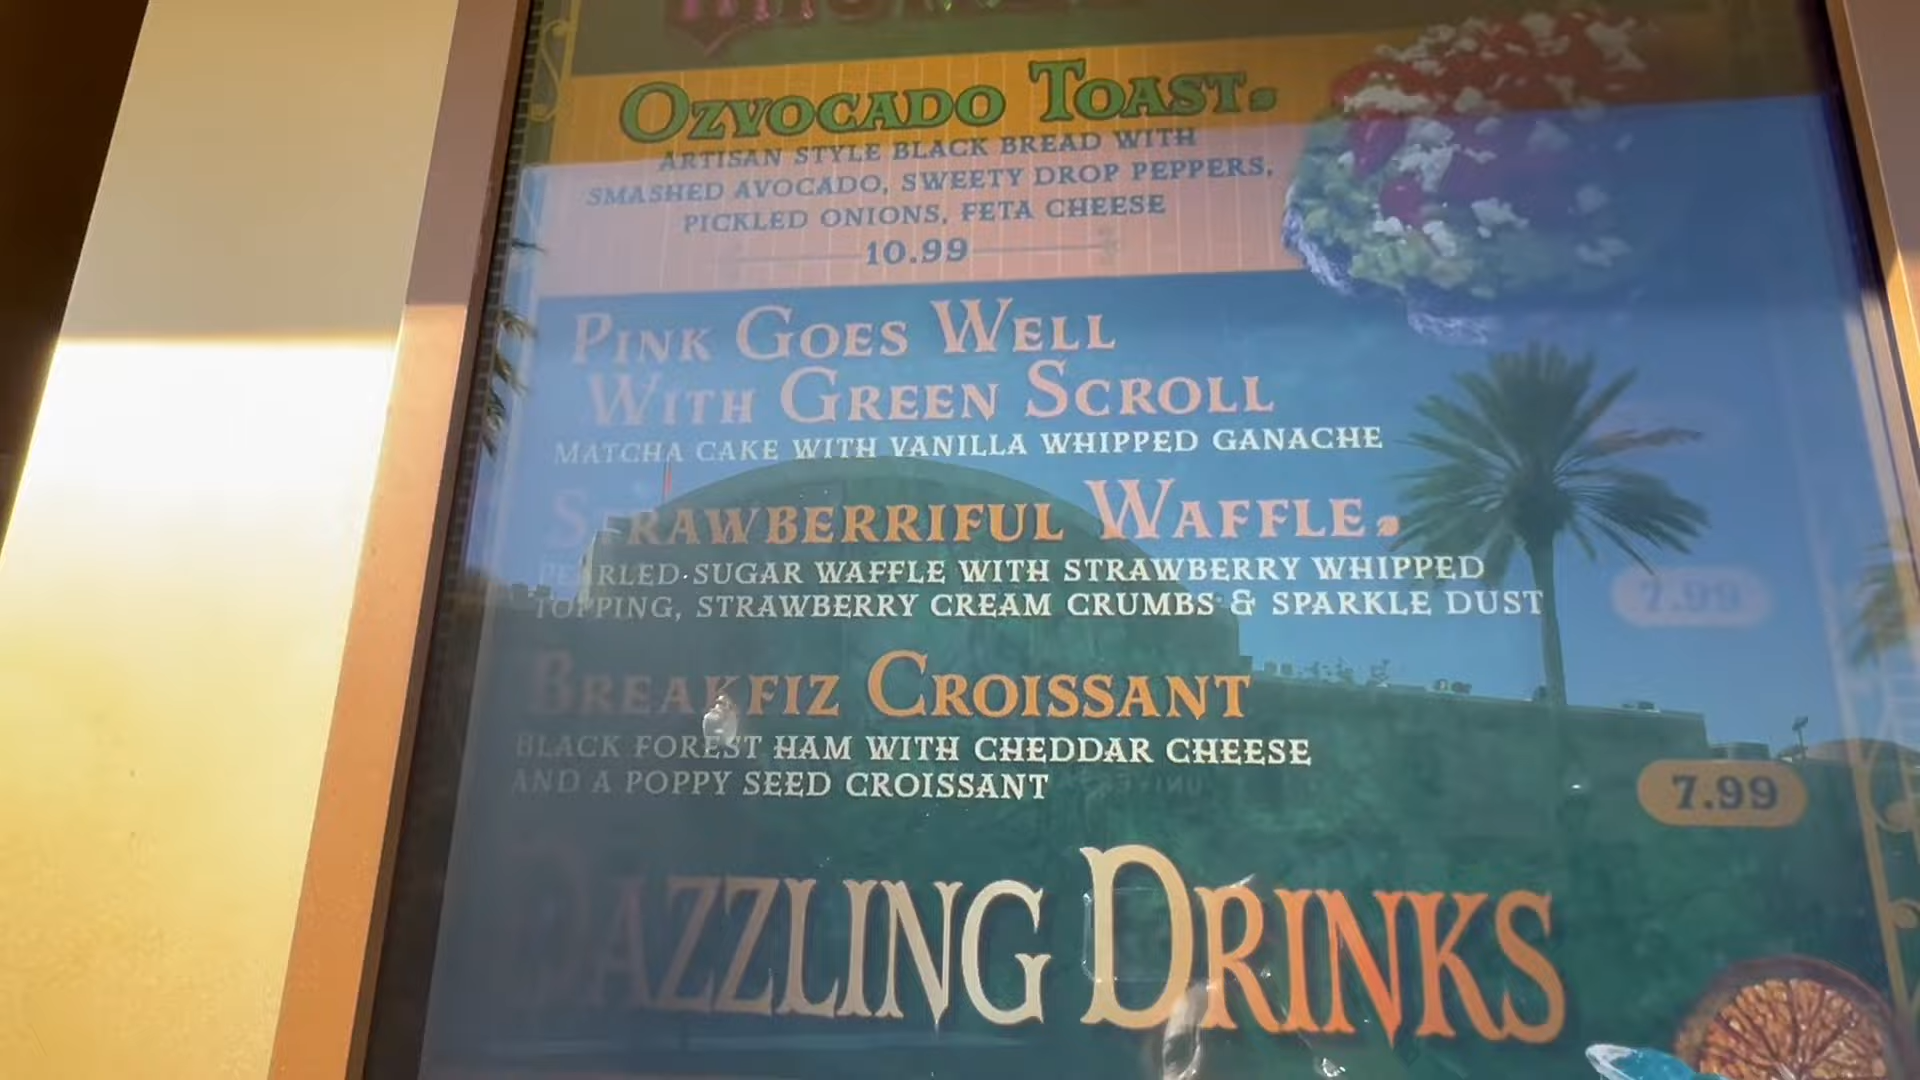 OZVOCADO TOAST
ARTISAN STYLE BLACK BREAD WITH
SMASHED AVOCADO, SWEETY DROP PEPPERS,
PICKLED ONIONS, FETA CHEESE
10.99
PINK GOES WELL
WITH GREEN SCROLL
MATCHA CAKE WITH VANILLA WHIPPED GANACHE
STRAWBERRIFUL WAFFLE
PEARLED SUGAR WAFFLE WITH STRAWBERRY WHIPPED
TOPPING, STRAWBERRY CREAM CRUMBS & SPARKLE DUST
7.99
BREAKFIZ CROISSANT
BLACK FOREST HAM WITH CHEDDAR CHEESE
AND A POPPY SEED CROISSANT
7.99
DAZZLING DRINKS